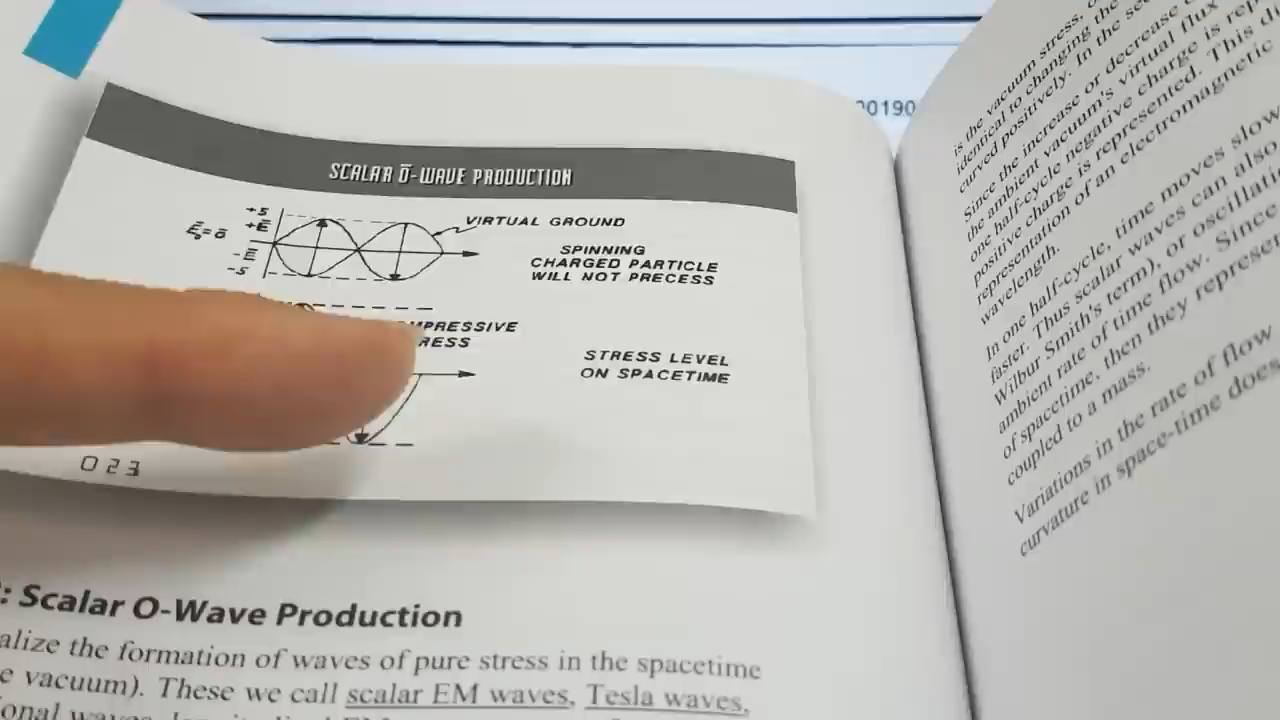 00190
SCALAR Ō-WAVE PRODUCTION
+S
+E̅
E̅ₛ=ō
-E̅
-S
VIRTUAL GROUND
SPINNING
CHARGED PARTICLE
WILL NOT PRECESS
MPRESSIVE
RESS
STRESS LEVEL
ON SPACETIME
023
: Scalar O-Wave Production
alize the formation of waves of pure stress in the spacetime
e vacuum). These we call scalar EM waves, Tesla waves,
is the vacuum stress,
identical to changing the
curved positively. In the se
Since the increase or decrease
the ambient vacuum's virtual flux
one half-cycle negative charge is rep
positive charge is represented. This d
representation of an electromagnetic
wavelength.
In one half-cycle, time moves slow
faster. Thus scalar waves can also
Wilbur Smith's term), or oscillati
ambient rate of time flow. Since
of spacetime, then they represen
coupled to a mass.
Variations in the rate of flow
curvature in space-time does